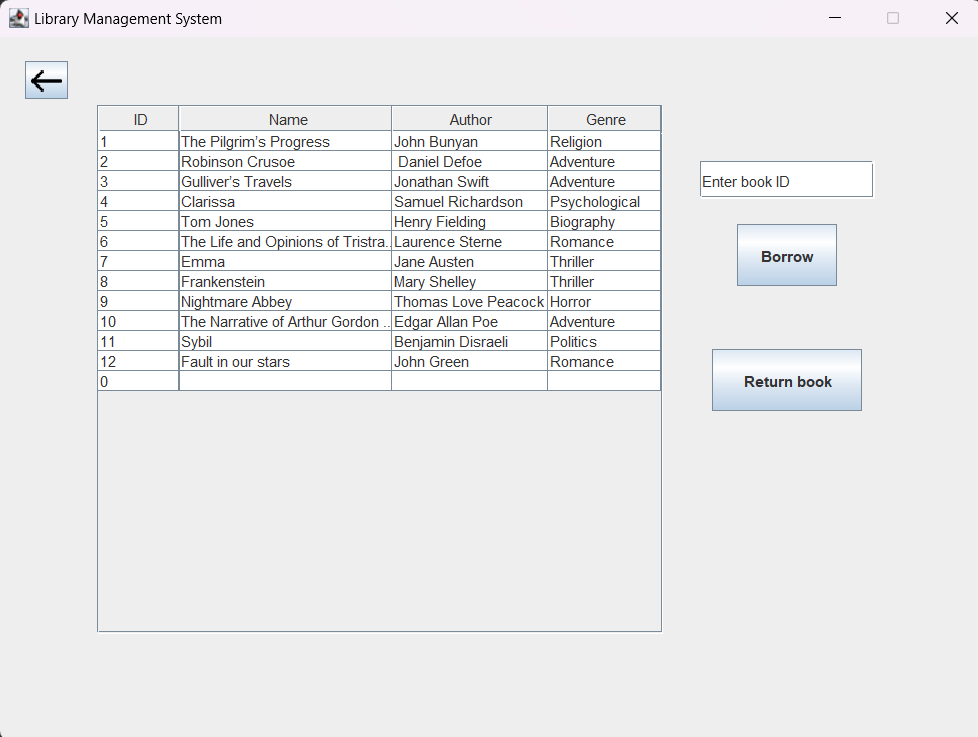 Library Management System
ID Name Author Genre
1 The Pilgrim’s Progress John Bunyan Religion
2 Robinson Crusoe Daniel Defoe Adventure
Enter book ID
3 Gulliver’s Travels Jonathan Swift Adventure
4 Clarissa Samuel Richardson Psychological
5 Tom Jones Henry Fielding Biography
6 The Life and Opinions of Tristra... Laurence Sterne Romance
7 Emma Jane Austen Thriller
Borrow
8 Frankenstein Mary Shelley Thriller
9 Nightmare Abbey Thomas Love Peacock Horror
10 The Narrative of Arthur Gordon ... Edgar Allan Poe Adventure
11 Sybil Benjamin Disraeli Politics
12 Fault in our stars John Green Romance
0
Return book